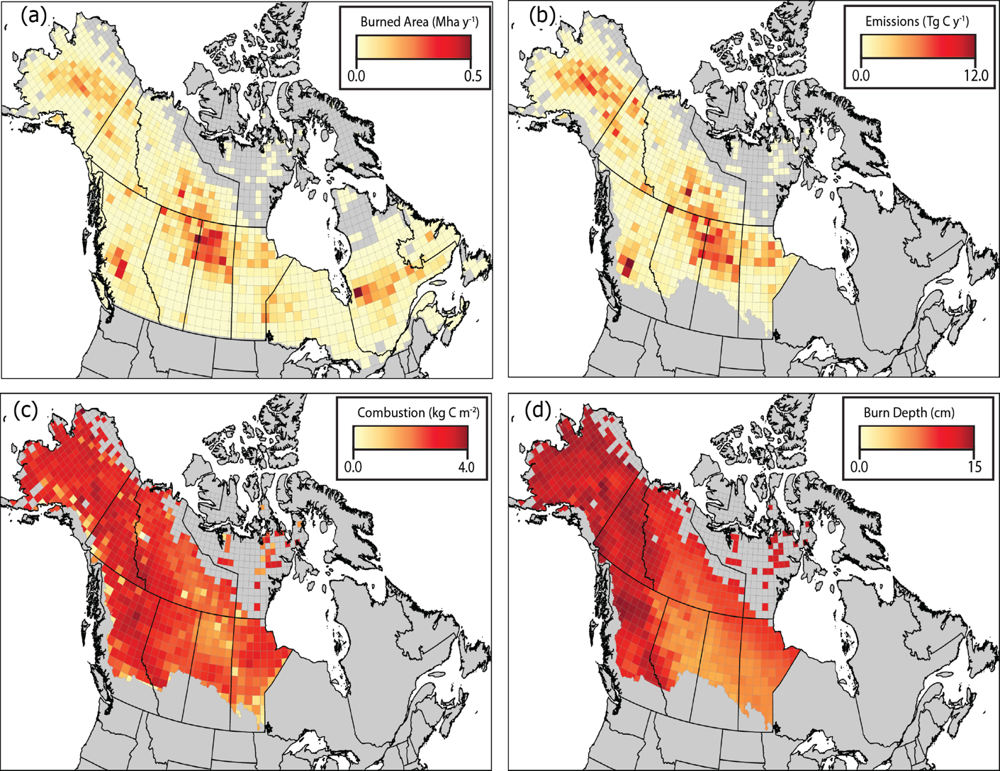 (a)
Burned Area (Mha y⁻¹)
0.0 0.5
(b)
Emissions (Tg C y⁻¹)
0.0 12.0
(c)
Combustion (kg C m⁻²)
0.0 4.0
(d)
Burn Depth (cm)
0.0 15